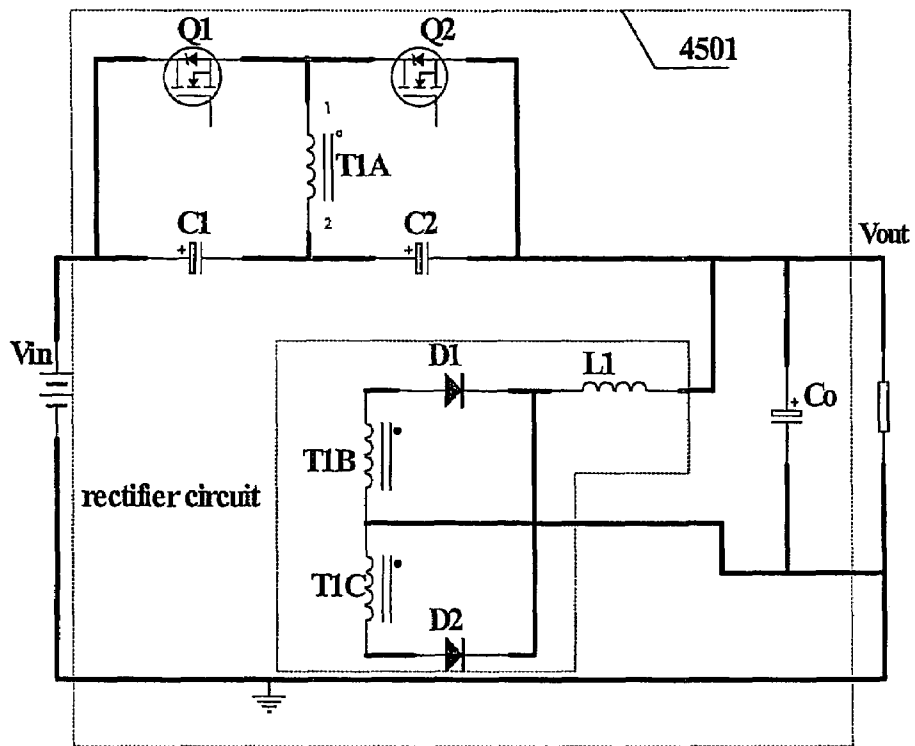 Q1
Q2
4501
1
T1A
2
C1
C2
+
+
Vout
Vin
D1
L1
+
Co
T1B
rectifier circuit
T1C
D2